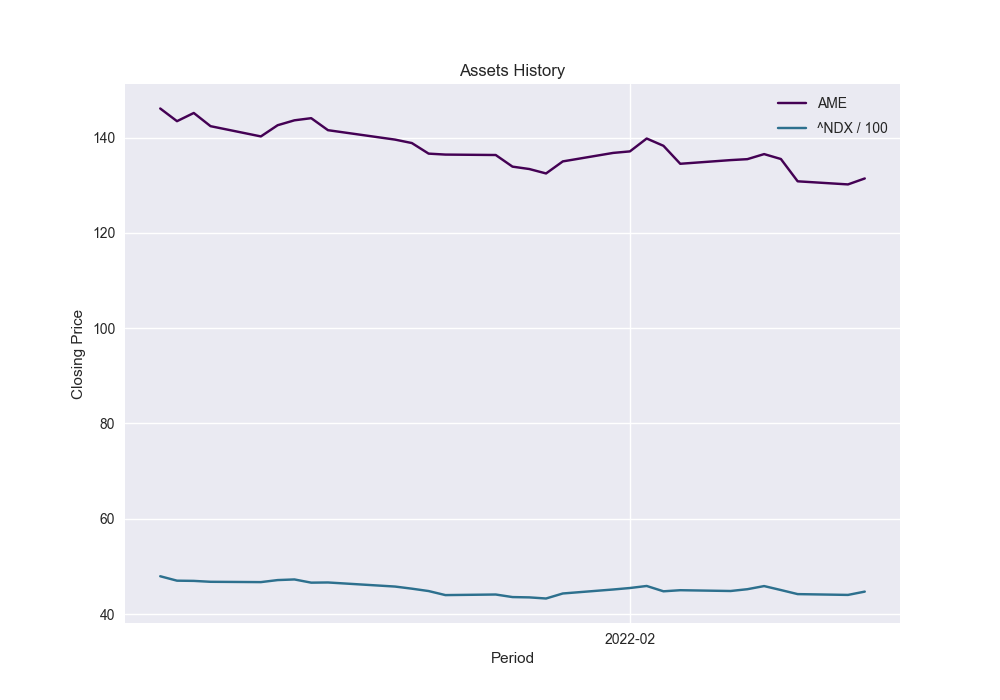 Assets History
AME
^NDX / 100
140
120
100
80
60
40
Closing Price
2022-02
Period